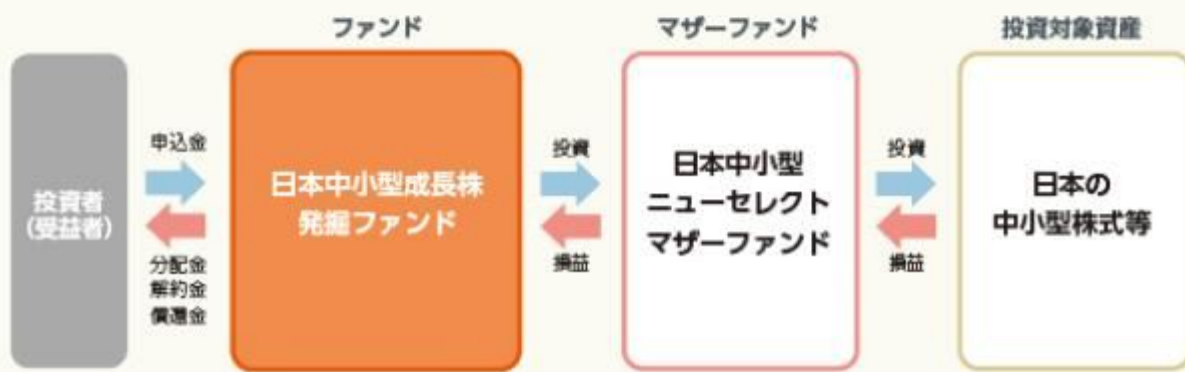 ファンド
マザーファンド
投資対象資産
投資者
(受益者)
申込金
分配金
解約金
償還金
日本中小型成長株
発掘ファンド
投資
損益
日本中小型
ニューセレクト
マザーファンド
投資
損益
日本の
中小型株式等